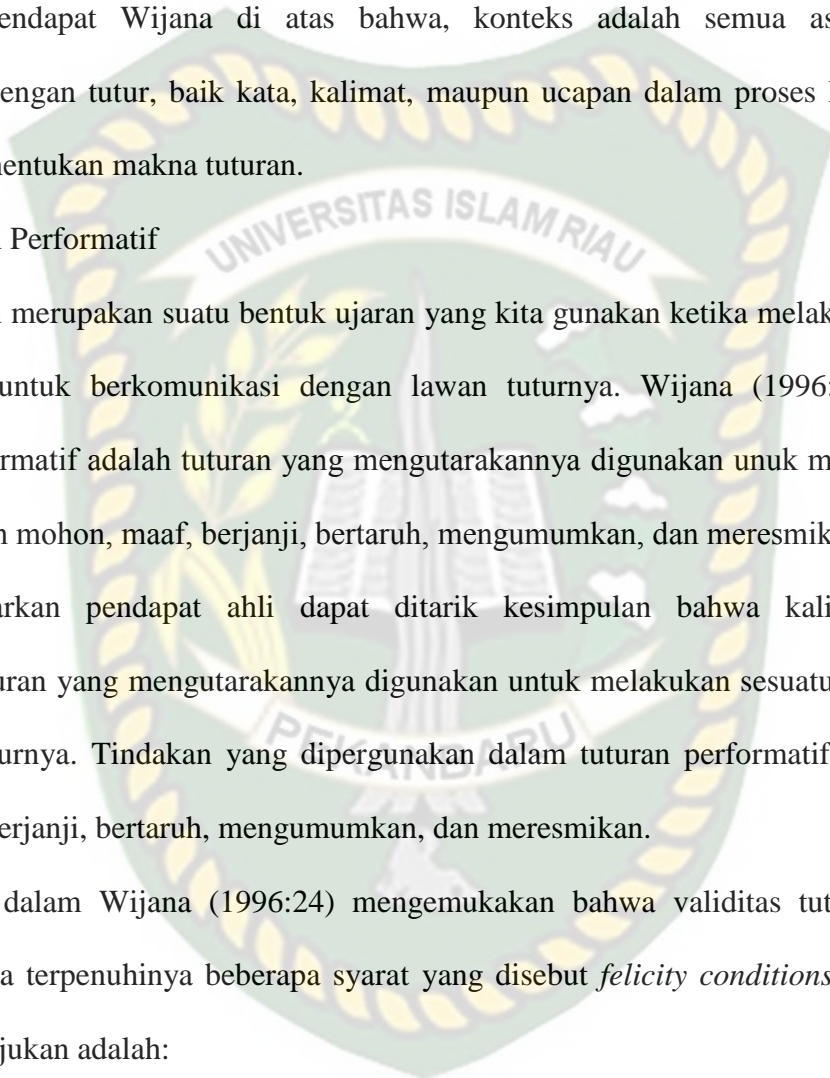 endapat Wijana di atas bahwa, konteks adalah semua as
engan tutur, baik kata, kalimat, maupun ucapan dalam proses
nentukan makna tuturan.
UNIVERSITAS ISLAM RIAU
Performatif
merupakan suatu bentuk ujaran yang kita gunakan ketika melak
untuk berkomunikasi dengan lawan tuturnya. Wijana (1996:
rmatif adalah tuturan yang mengutarakannya digunakan unuk m
n mohon, maaf, berjanji, bertaruh, mengumumkan, dan meresmik
arkan pendapat ahli dapat ditarik kesimpulan bahwa kali
uran yang mengutarakannya digunakan untuk melakukan sesuatu
PEKANBARU
urnya. Tindakan yang dipergunakan dalam tuturan performatif
erjanji, bertaruh, mengumumkan, dan meresmikan.
dalam Wijana (1996:24) mengemukakan bahwa validitas tut
a terpenuhinya beberapa syarat yang disebut felicity conditions
jukan adalah: